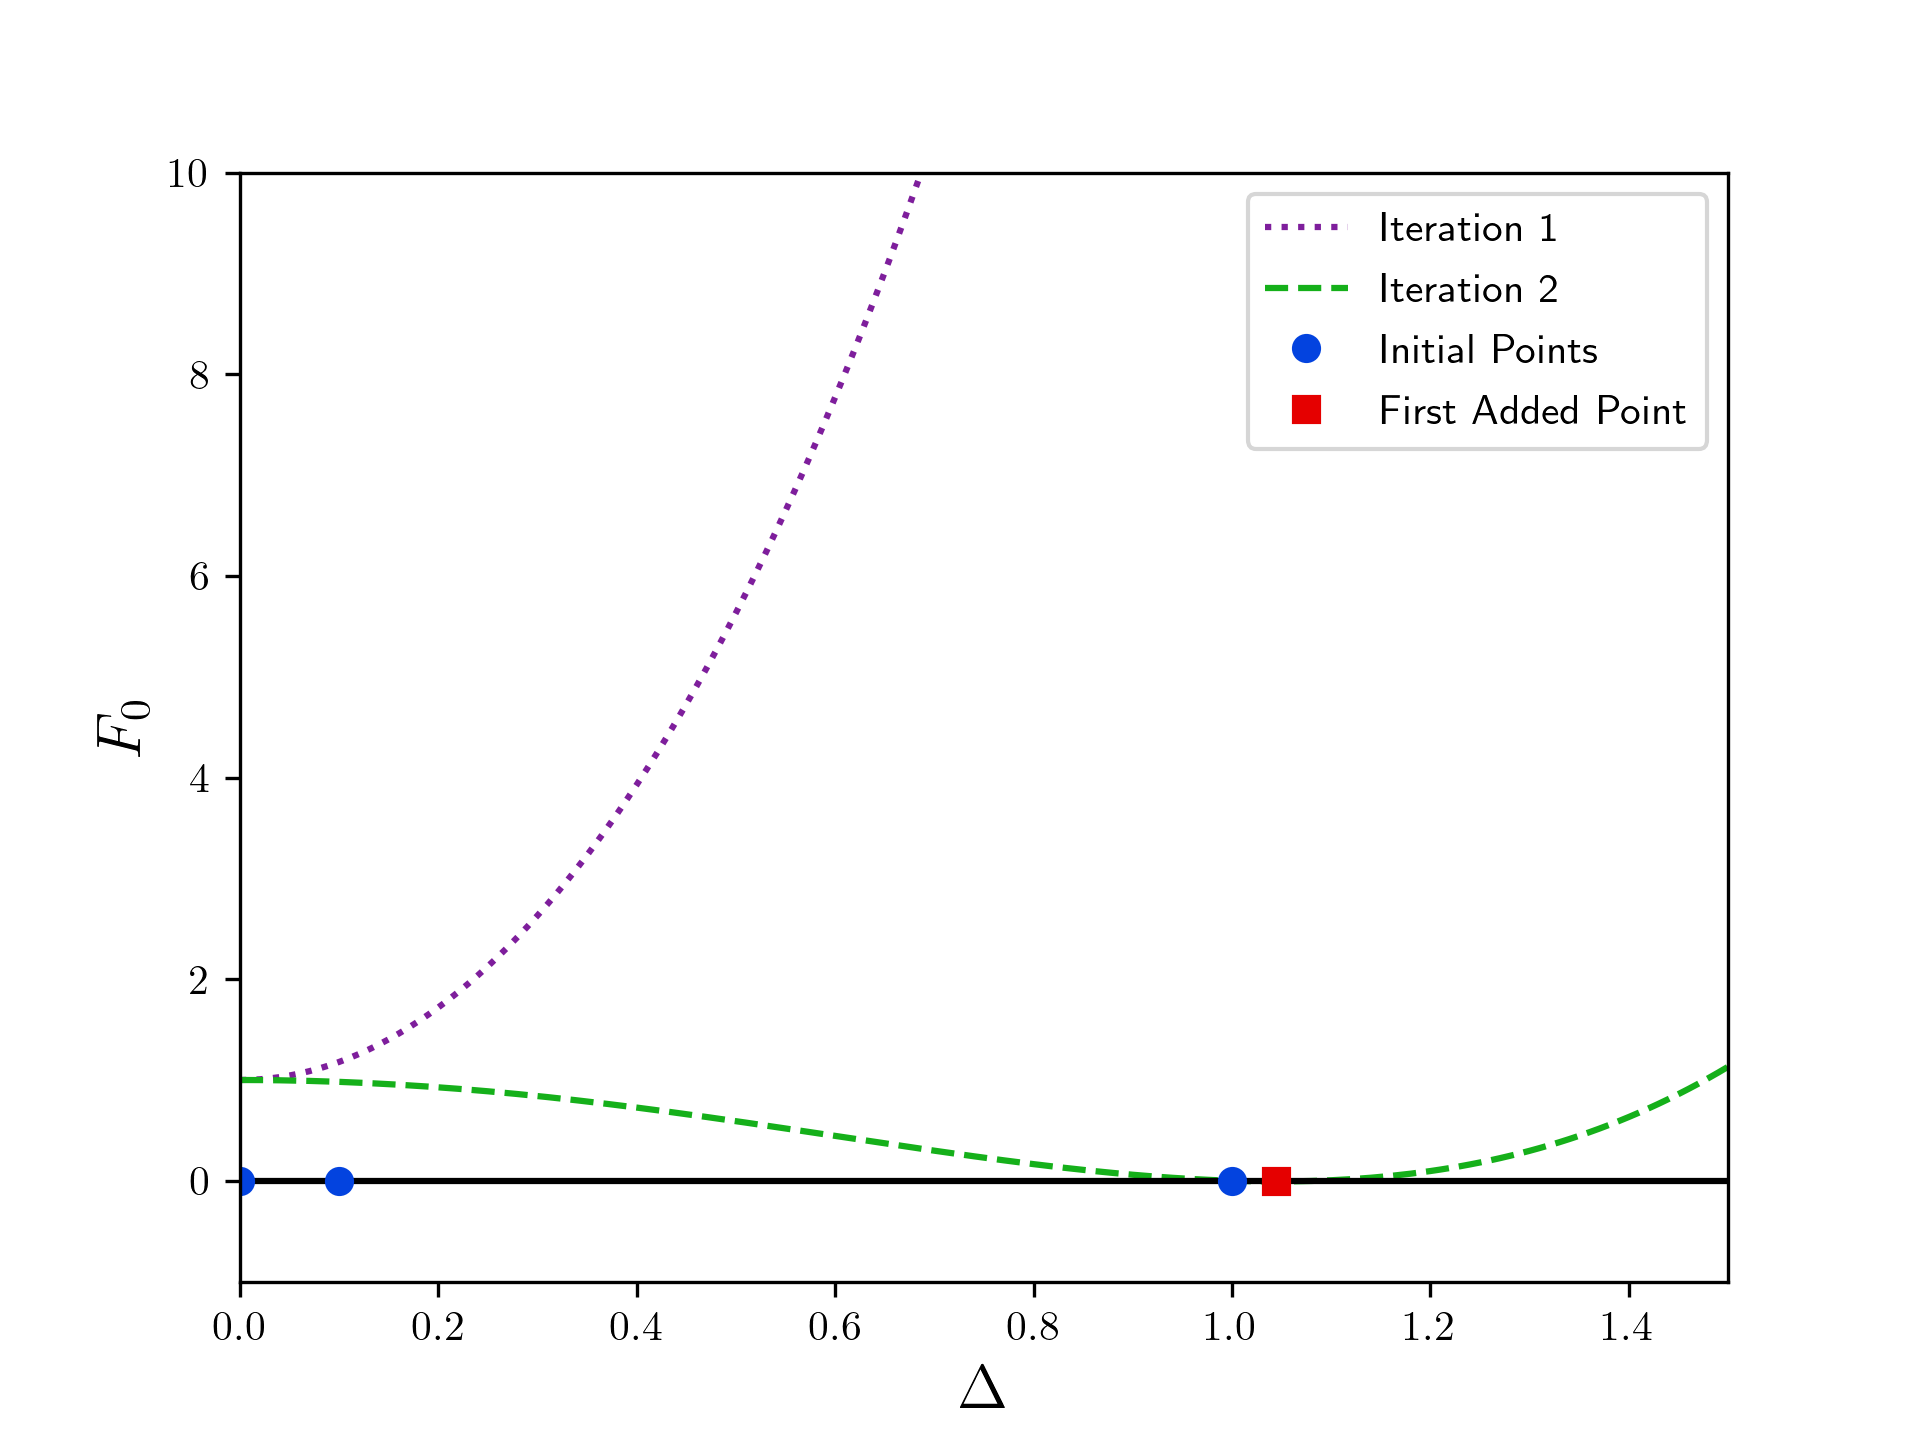 10
8
6
4
2
0
F₀
0.0 0.2 0.4 0.6 0.8 1.0 1.2 1.4
Δ
Iteration 1
Iteration 2
Initial Points
First Added Point